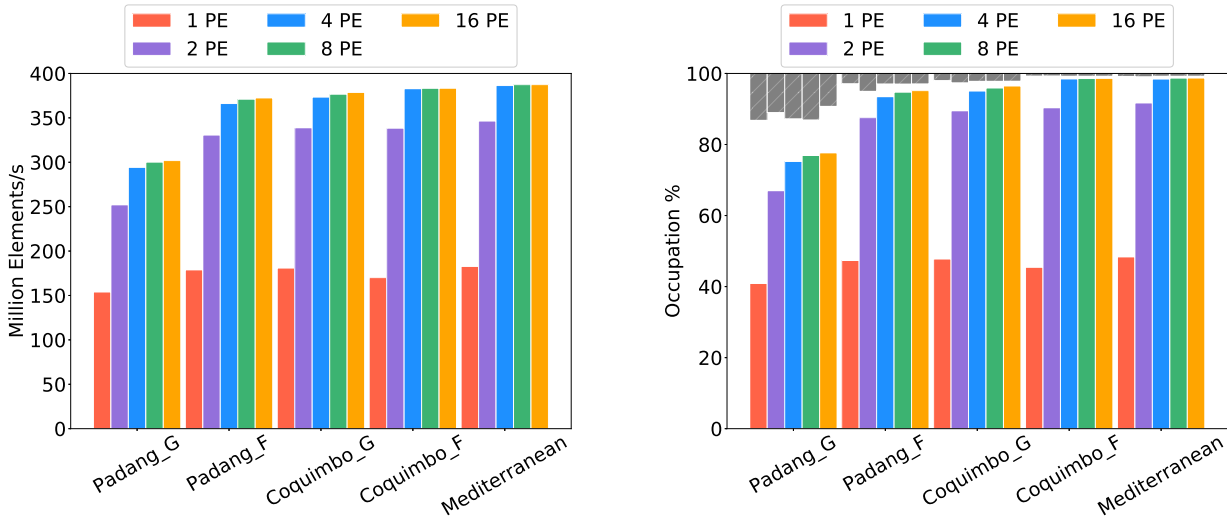 1 PE
4 PE
16 PE
2 PE
8 PE
400
350
300
250
200
150
100
50
0
Million Elements/s
Padang_G
Padang_F
Coquimbo_G
Coquimbo_F
Mediterranean
1 PE
4 PE
16 PE
2 PE
8 PE
100
80
60
40
20
0
Occupation %
Padang_G
Padang_F
Coquimbo_G
Coquimbo_F
Mediterranean